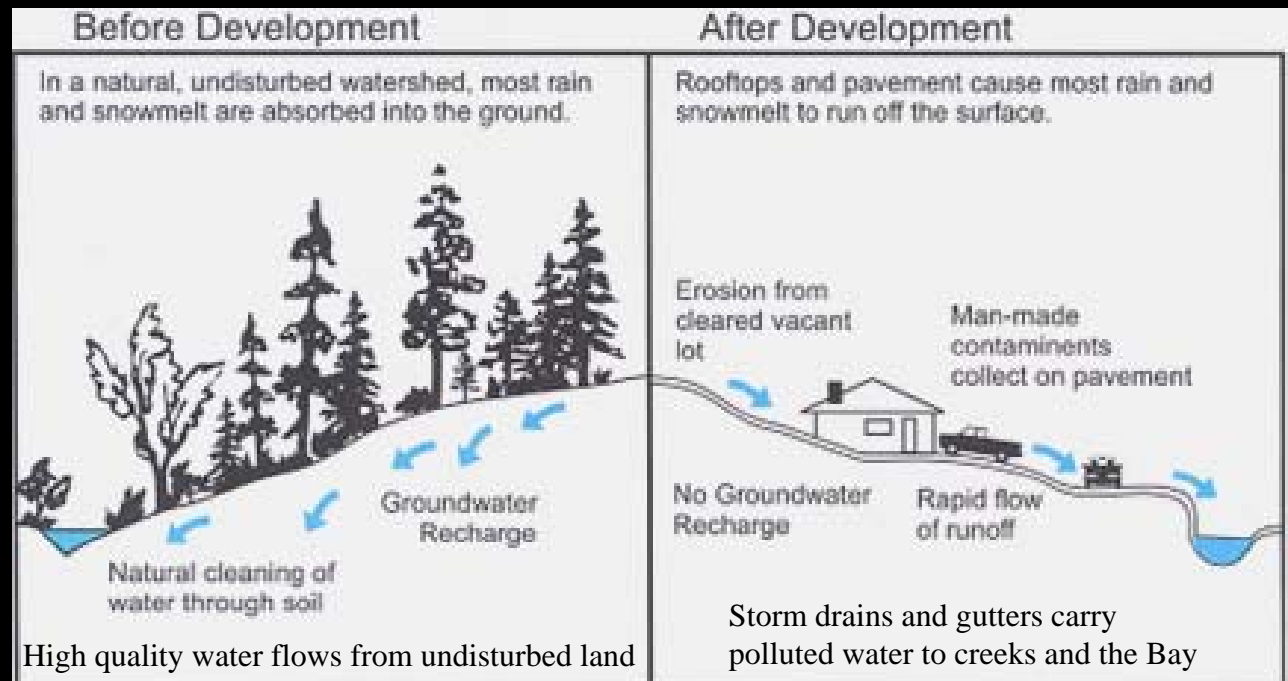 Before Development
In a natural, undisturbed watershed, most rain
and snowmelt are absorbed into the ground.
Groundwater
Recharge
Natural cleaning of
water through soil
High quality water flows from undisturbed land
After Development
Rooftops and pavement cause most rain and
snowmelt to run off the surface.
Erosion from
cleared vacant
lot
Man-made
contaminents
collect on pavement
No Groundwater
Recharge
Rapid flow
of runoff
Storm drains and gutters carry
polluted water to creeks and the Bay